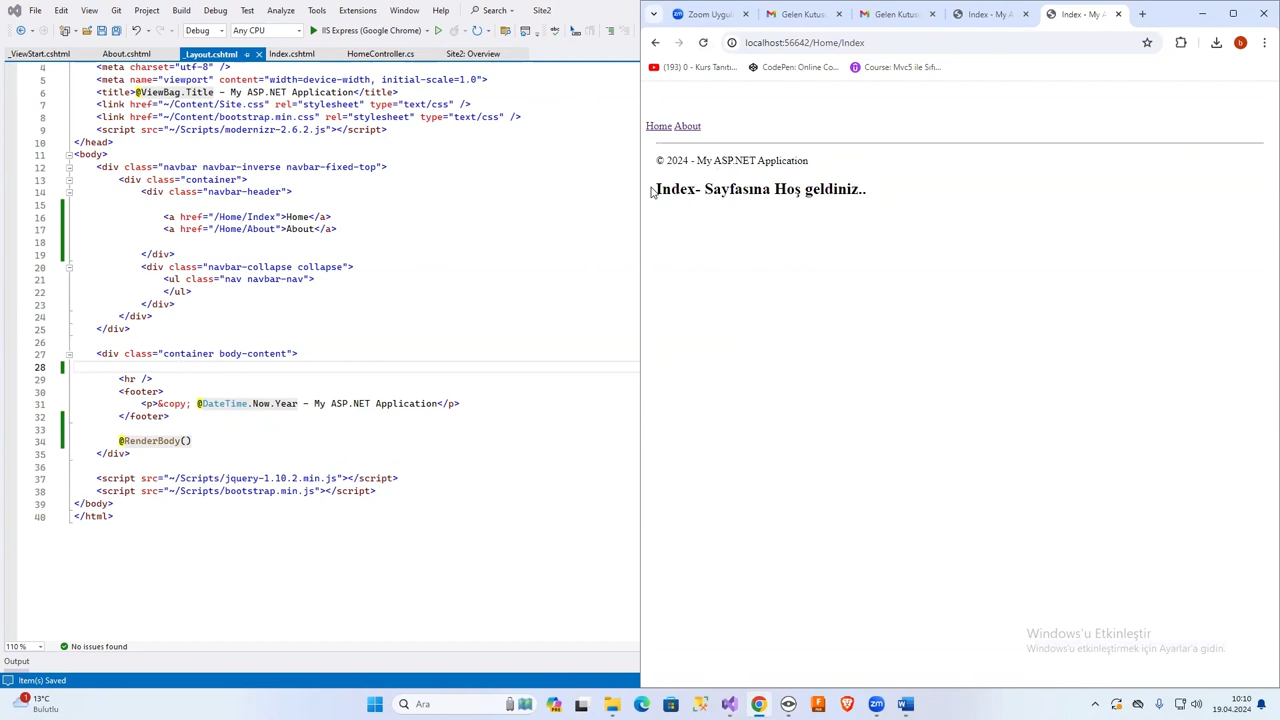 File Edit View Git Project Build Debug Test Analyze Tools Extensions Window Help Search Site2
Debug Any CPU IIS Express (Google Chrome)
_ViewStart.cshtml About.cshtml _Layout.cshtml Index.cshtml HomeController.cs Site2: Overview
4 <meta charset="utf-8" />
5 <meta name="viewport" content="width=device-width, initial-scale=1.0">
6 <title>@ViewBag.Title - My ASP.NET Application</title>
7 <link href="~/Content/Site.css" rel="stylesheet" type="text/css" />
8 <link href="~/Content/bootstrap.min.css" rel="stylesheet" type="text/css" />
9 <script src="~/Scripts/modernizr-2.6.2.js"></script>
10 </head>
11 <body>
12 <div class="navbar navbar-inverse navbar-fixed-top">
13 <div class="container">
14 <div class="navbar-header">
15
16 <a href="/Home/Index">Home</a>
17 <a href="/Home/About">About</a>
18
19 </div>
20 <div class="navbar-collapse collapse">
21 <ul class="nav navbar-nav">
22 </ul>
23 </div>
24 </div>
25 </div>
26
27 <div class="container body-content">
28
29 <hr />
30 <footer>
31 <p>&copy; @DateTime.Now.Year - My ASP.NET Application</p>
32 </footer>
33
34 @RenderBody()
35 </div>
36
37 <script src="~/Scripts/jquery-1.10.2.min.js"></script>
38 <script src="~/Scripts/bootstrap.min.js"></script>
39 </body>
40 </html>
110 % No issues found
Output
Item(s) Saved
Zoom Uygul Gelen Kutus Gelen Kutus Index - My A Index - My A
localhost:56642/Home/Index
b
(193) 0 - Kurs Tanıtı... CodePen: Online Co... Course: Mvc5 ile Sıfı...
Home About
© 2024 - My ASP.NET Application
Index- Sayfasına Hoş geldiniz..
Windows'u Etkinleştir
Windows'u etkinleştirmek için Ayarlar'a gidin.
1 13°C
Bulutlu
Ara
10:10
19.04.2024